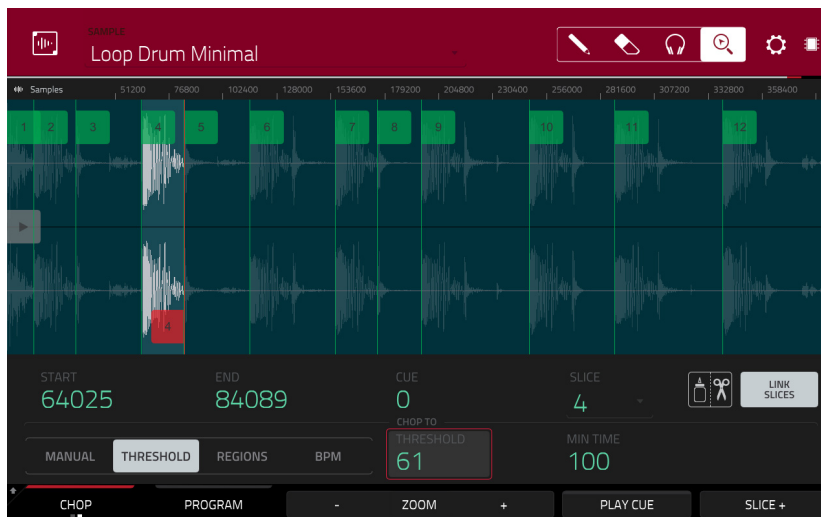 SAMPLE
Loop Drum Minimal
Samples 51200 76800 102400 128000 153600 179200 204800 230400 256000 281600 307200 332800 358400
1 2 3 4 5 6 7 8 9 10 11 12
4
START END CUE SLICE
64025 84089 0 4
LINK SLICES
CHOP TO
MANUAL THRESHOLD REGIONS BPM
THRESHOLD
61
MIN TIME
100
CHOP PROGRAM - ZOOM + PLAY CUE SLICE +